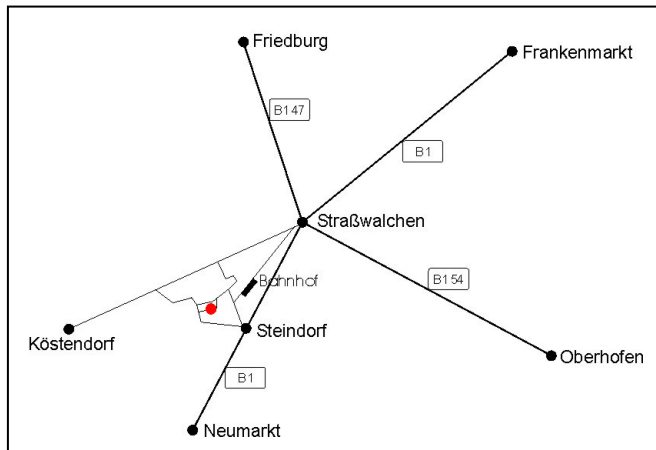 Friedburg
Frankenmarkt
B147
B1
Straßwalchen
Bahnhof
B154
Steindorf
Köstendorf
Oberhofen
B1
Neumarkt